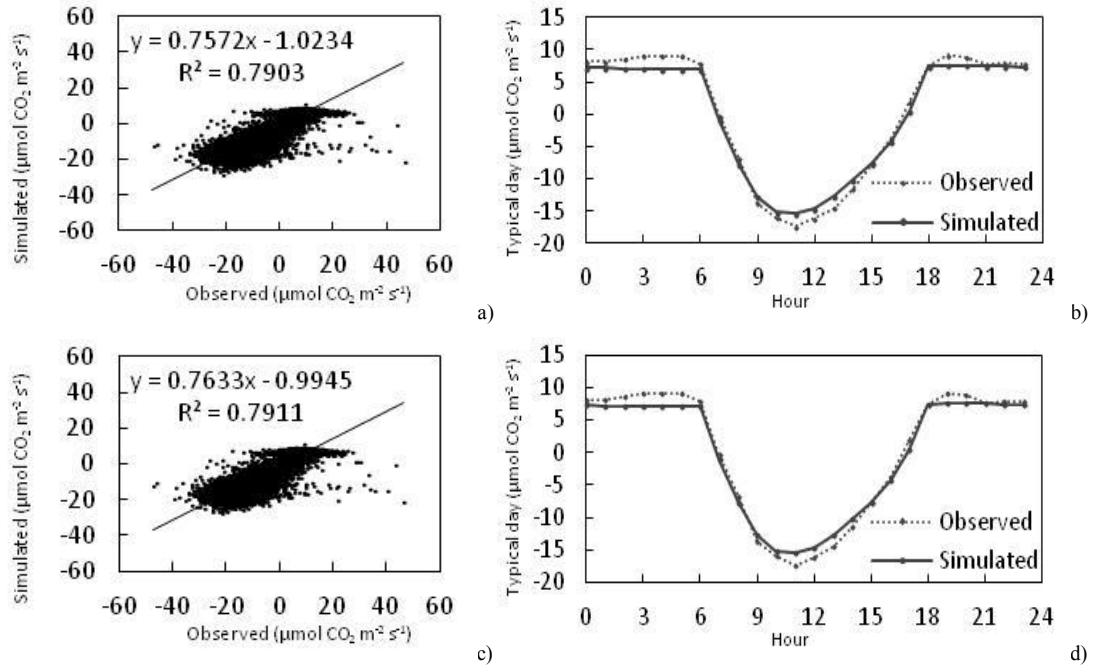 60
40
20
0
-20
-40
-60
y = 0.7572x - 1.0234
R² = 0.7903
Simulated (µmol CO₂ m⁻² s⁻¹)
-60 -40 -20 0 20 40 60
Observed (µmol CO₂ m⁻² s⁻¹)
a)
15
10
5
0
-5
-10
-15
-20
Typical day (µmol CO₂ m⁻² s⁻¹)
Observed
Simulated
0 3 6 9 12 15 18 21 24
Hour
b)
60
40
20
0
-20
-40
-60
y = 0.7633x - 0.9945
R² = 0.7911
Simulated (µmol CO₂ m⁻² s⁻¹)
-60 -40 -20 0 20 40 60
Observed (µmol CO₂ m⁻² s⁻¹)
c)
15
10
5
0
-5
-10
-15
-20
Typical day (µmol CO₂ m⁻² s⁻¹)
Observed
Simulated
0 3 6 9 12 15 18 21 24
Hour
d)